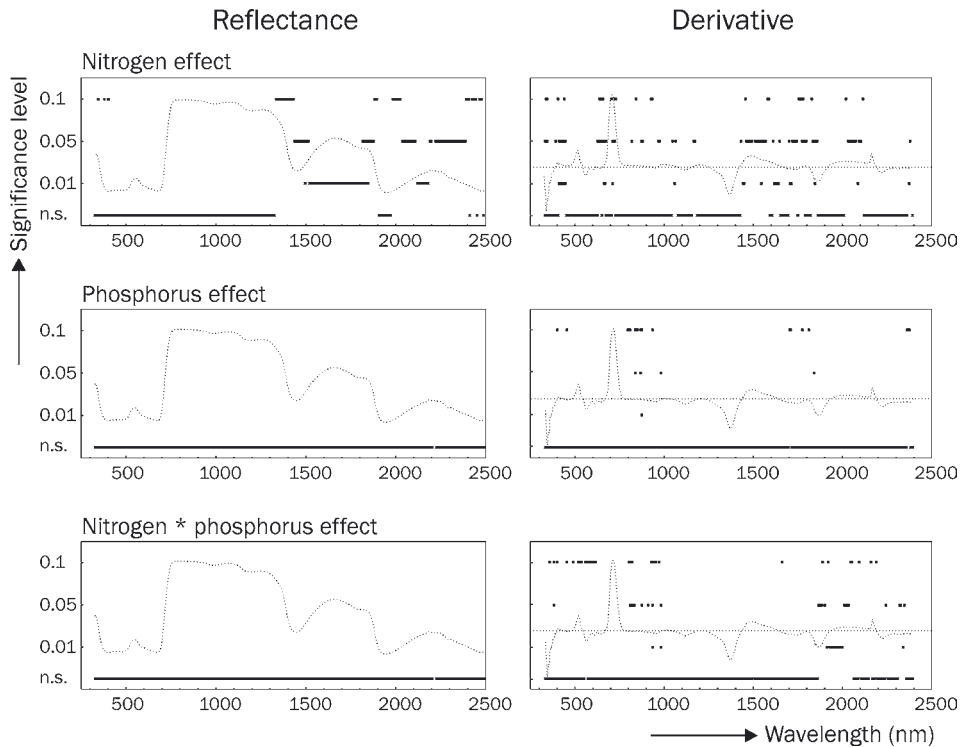 Reflectance
Derivative
Significance level
Nitrogen effect
0.1
0.05
0.01
n.s.
500 1000 1500 2000 2500
500 1000 1500 2000 2500
Phosphorus effect
0.1
0.05
0.01
n.s.
500 1000 1500 2000 2500
500 1000 1500 2000 2500
Nitrogen * phosphorus effect
0.1
0.05
0.01
n.s.
500 1000 1500 2000 2500
500 1000 1500 2000 2500
Wavelength (nm)